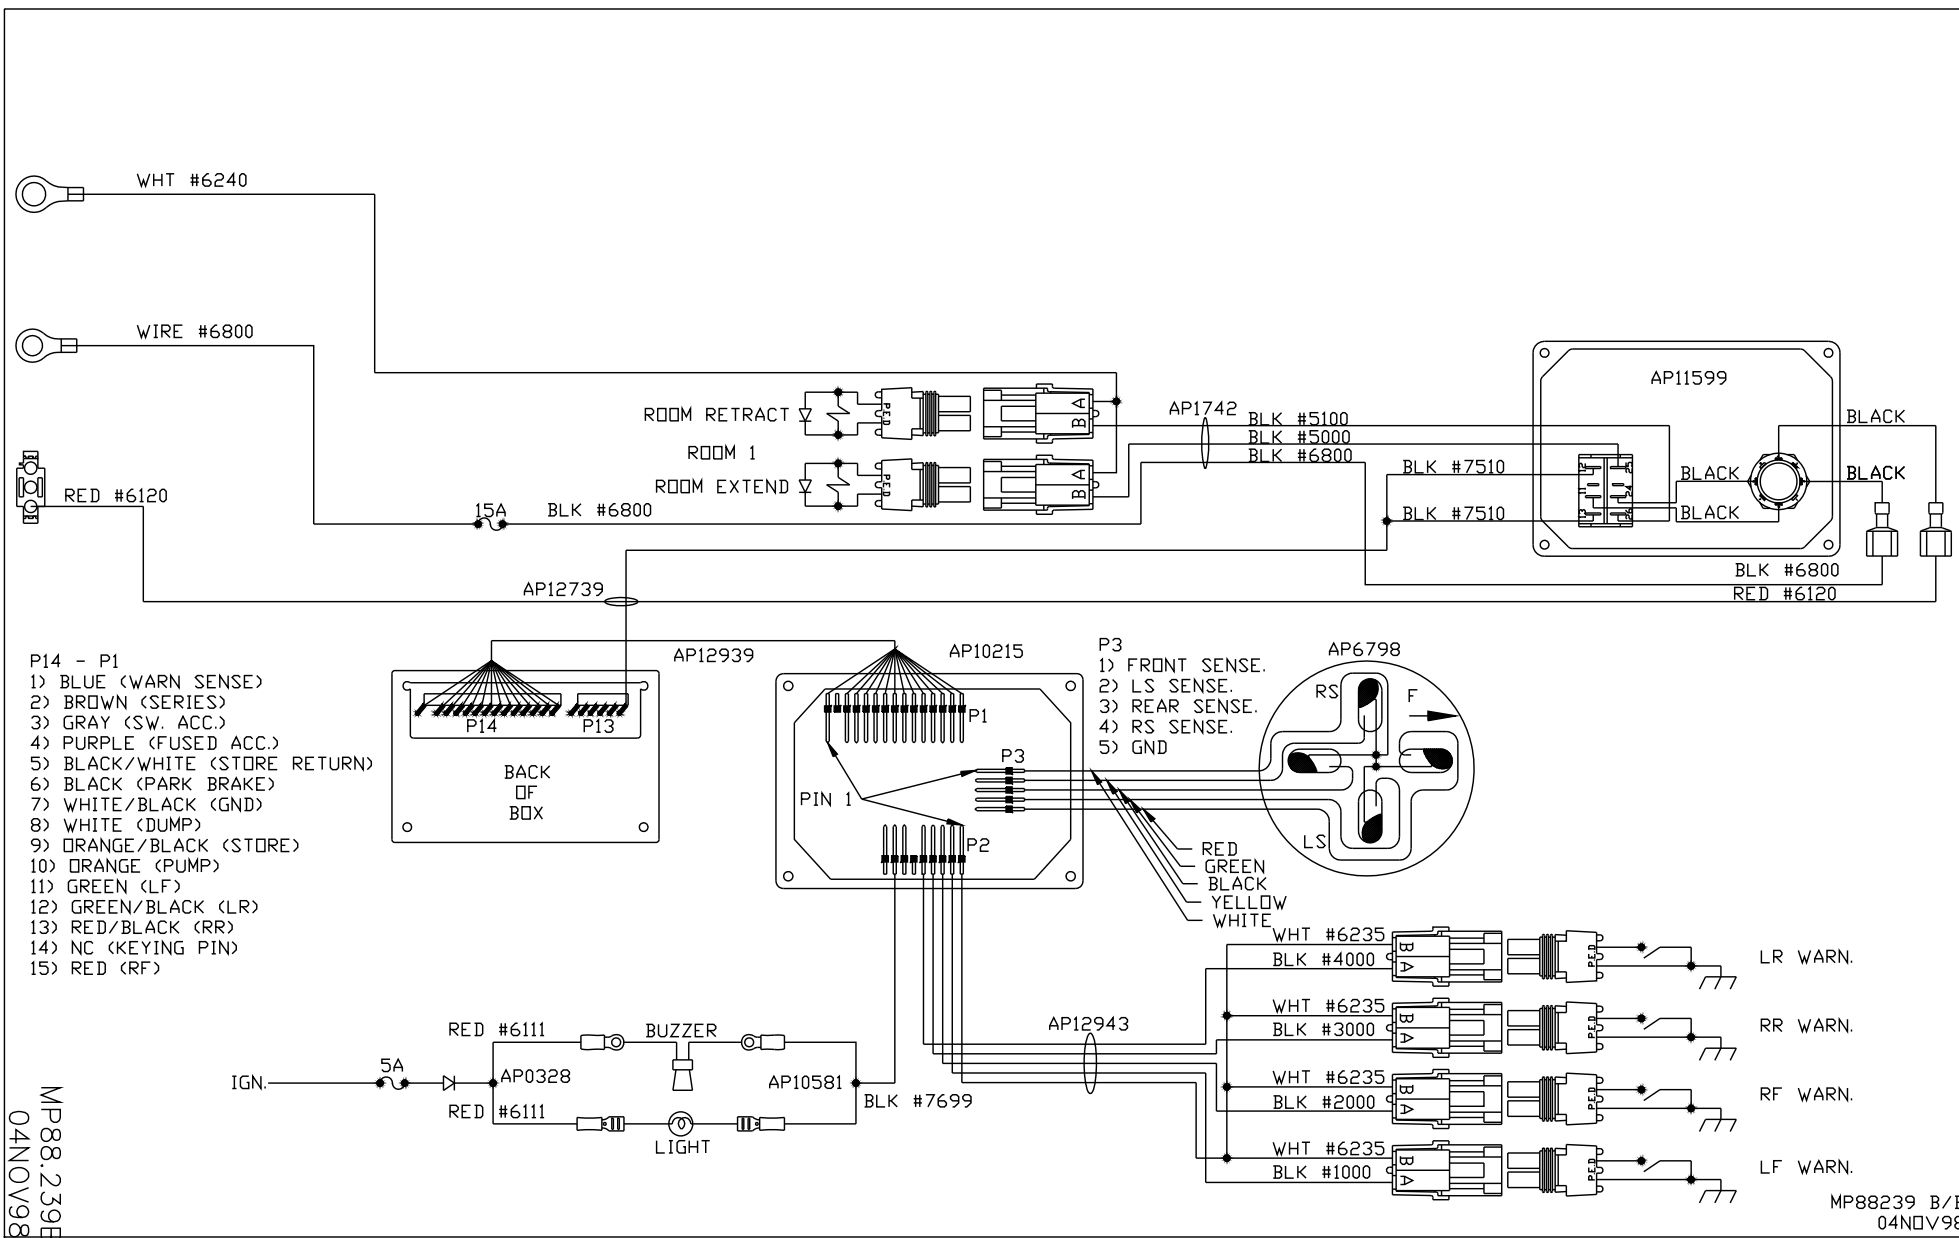 WHT #6240
WIRE #6800
RED #6120
ROOM RETRACT
ROOM 1
ROOM EXTEND
P.E.D
A
B
P.E.D
A
B
15A
BLK #6800
AP1742
BLK #5100
BLK #5000
BLK #6800
BLK #7510
BLK #7510
AP11599
12
11
13
25
24
26
BLACK
BLACK
BLACK
BLACK
BLK #6800
RED #6120
AP12739
P14 - P1
1) BLUE (WARN SENSE)
2) BROWN (SERIES)
3) GRAY (SW. ACC.)
4) PURPLE (FUSED ACC.)
5) BLACK/WHITE (STORE RETURN)
6) BLACK (PARK BRAKE)
7) WHITE/BLACK (GND)
8) WHITE (DUMP)
9) ORANGE/BLACK (STORE)
10) ORANGE (PUMP)
11) GREEN (LF)
12) GREEN/BLACK (LR)
13) RED/BLACK (RR)
14) NC (KEYING PIN)
15) RED (RF)
AP12939
P14
P13
BACK
OF
BOX
AP10215
P1
P3
PIN 1
P2
P3
1) FRONT SENSE.
2) LS SENSE.
3) REAR SENSE.
4) RS SENSE.
5) GND
AP6798
RS
F
LS
RED
GREEN
BLACK
YELLOW
WHITE
IGN.
5A
RED #6111
BUZZER
AP0328
AP10581
RED #6111
LIGHT
BLK #7699
AP12943
WHT #6235
BLK #4000
B
A
P.E.D
LR WARN.
WHT #6235
BLK #3000
B
A
P.E.D
RR WARN.
WHT #6235
BLK #2000
B
A
P.E.D
RF WARN.
WHT #6235
BLK #1000
B
A
P.E.D
LF WARN.
MP88.239E
04NOV98
MP88239 B/E
04NOV98